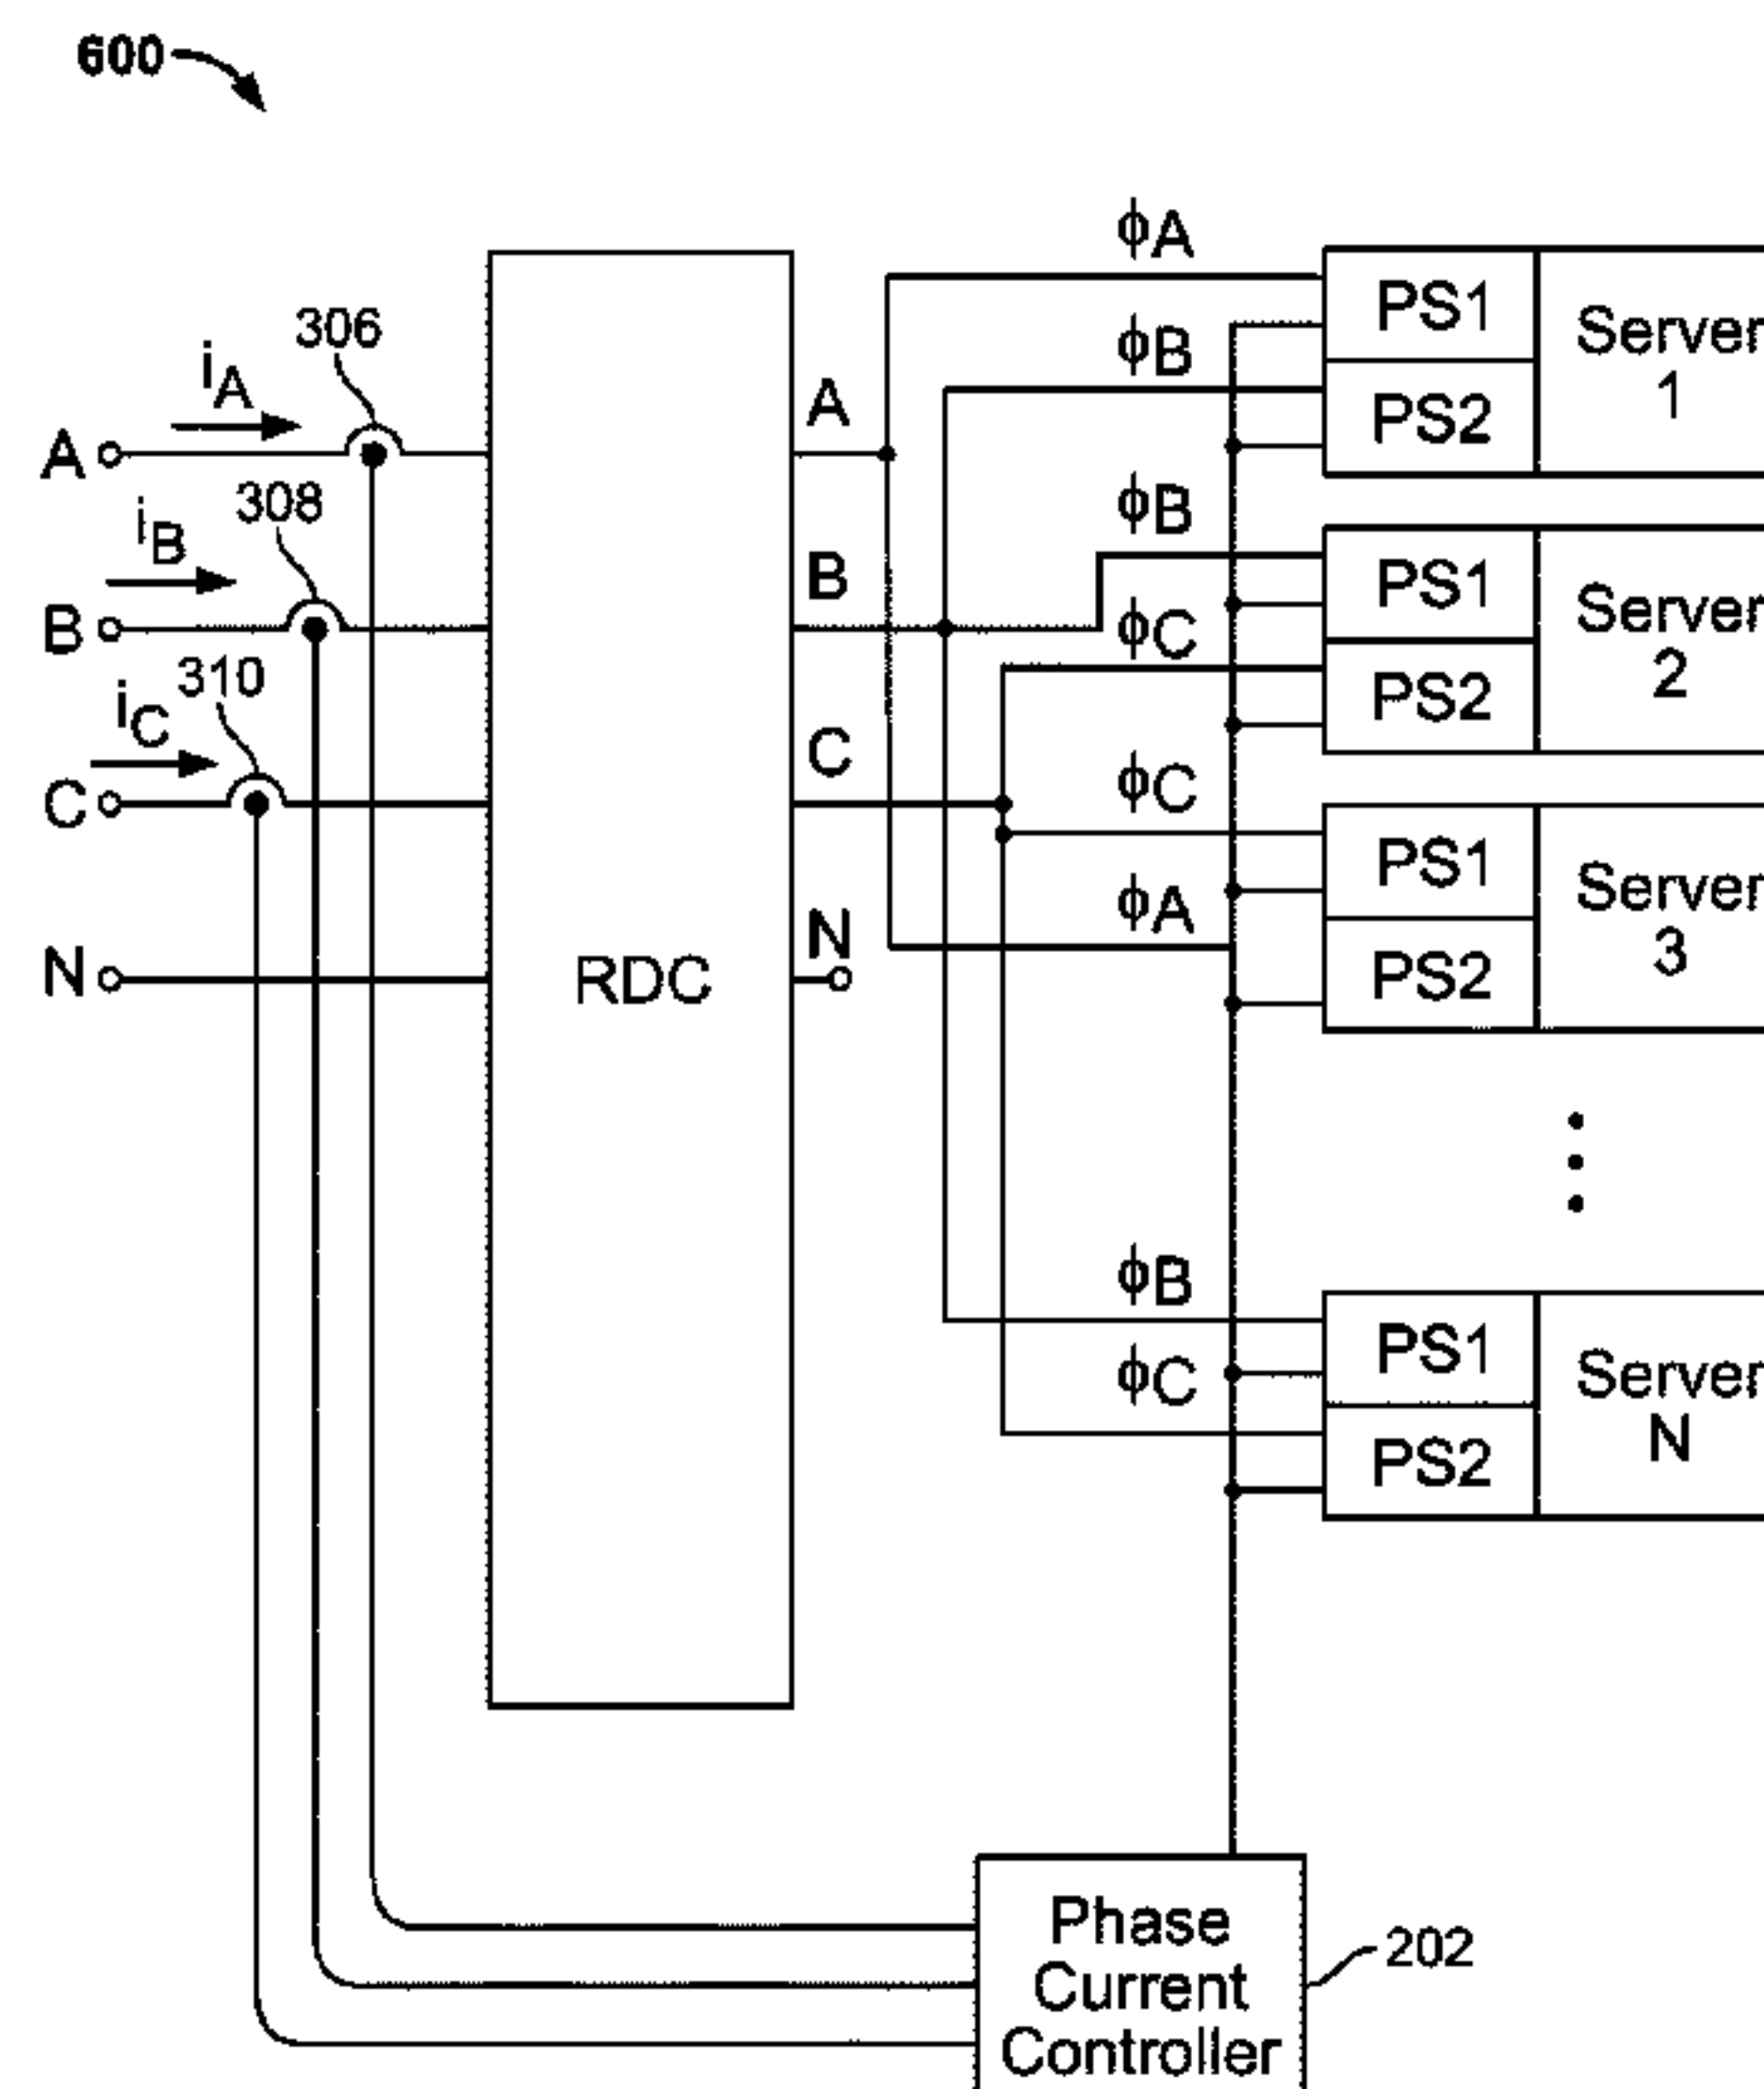 600
ϕA
PS1
Server
1
ϕB
PS2
306
iA
A
A
ϕB
PS1
Server
2
308
iB
B
B
ϕC
PS2
310
iC
C
C
ϕC
PS1
Server
3
ϕA
PS2
N
RDC
N
ϕB
PS1
Server
N
ϕC
PS2
Phase
Current
Controller
202